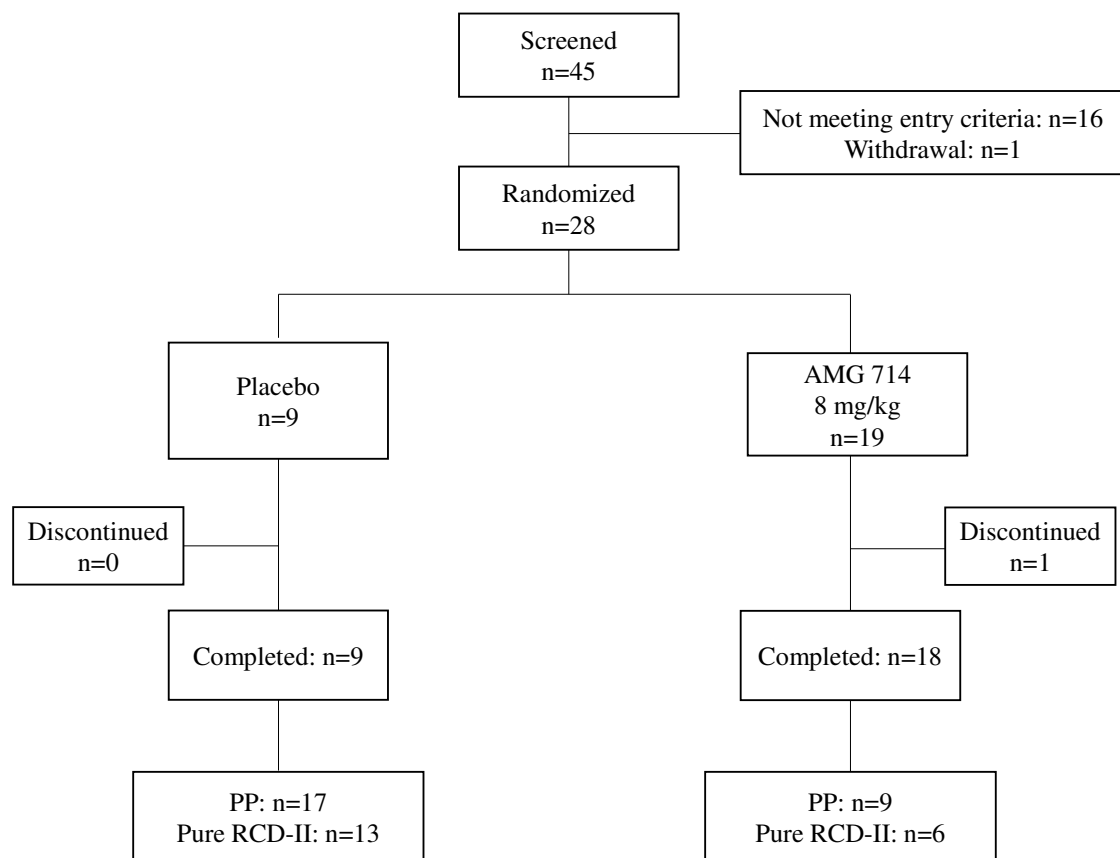 Screened
n=45
Not meeting entry criteria: n=16
Withdrawal: n=1
Randomized
n=28
Placebo
n=9
AMG 714
8 mg/kg
n=19
Discontinued
n=0
Discontinued
n=1
Completed: n=9
Completed: n=18
PP: n=17
Pure RCD-II: n=13
PP: n=9
Pure RCD-II: n=6